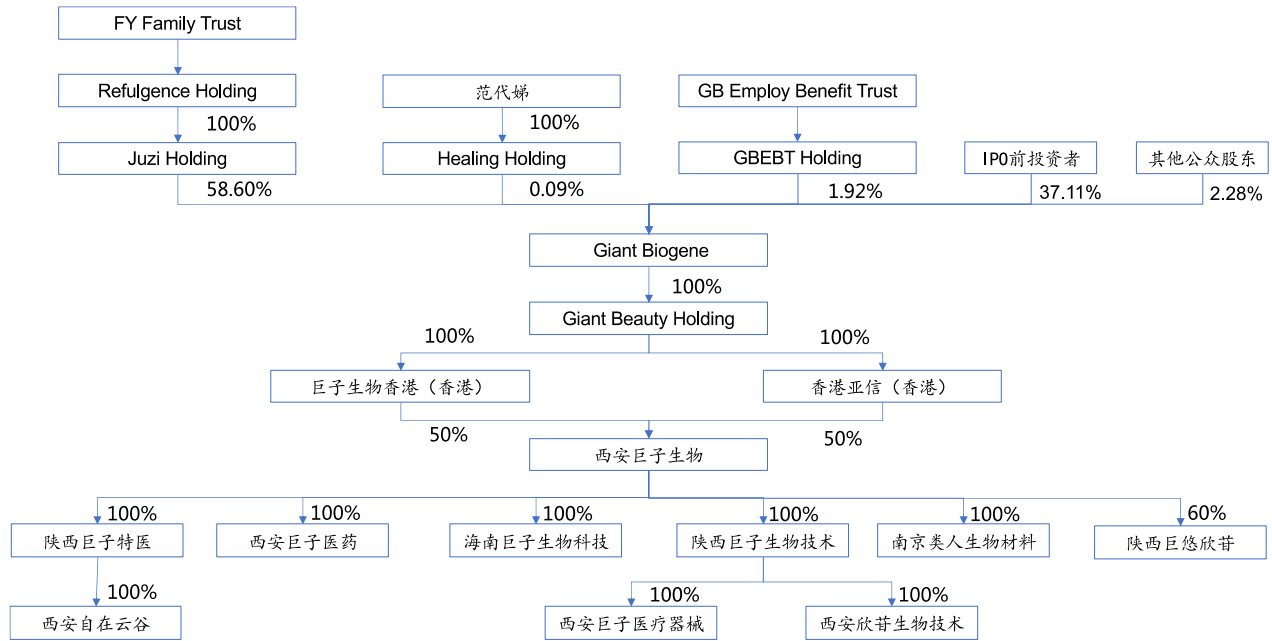 FY Family Trust
Refulgence Holding
范代娣
GB Employ Benefit Trust
100%
100%
Juzi Holding
Healing Holding
GBEBT Holding
IPO前投资者
其他公众股东
58.60%
0.09%
1.92%
37.11%
2.28%
Giant Biogene
100%
Giant Beauty Holding
100%
100%
巨子生物香港（香港）
香港亚信（香港）
50%
50%
西安巨子生物
100%
100%
100%
100%
100%
60%
陕西巨子特医
西安巨子医药
海南巨子生物科技
陕西巨子生物技术
南京类人生物材料
陕西巨悠欣苷
100%
100%
100%
西安自在云谷
西安巨子医疗器械
西安欣苷生物技术